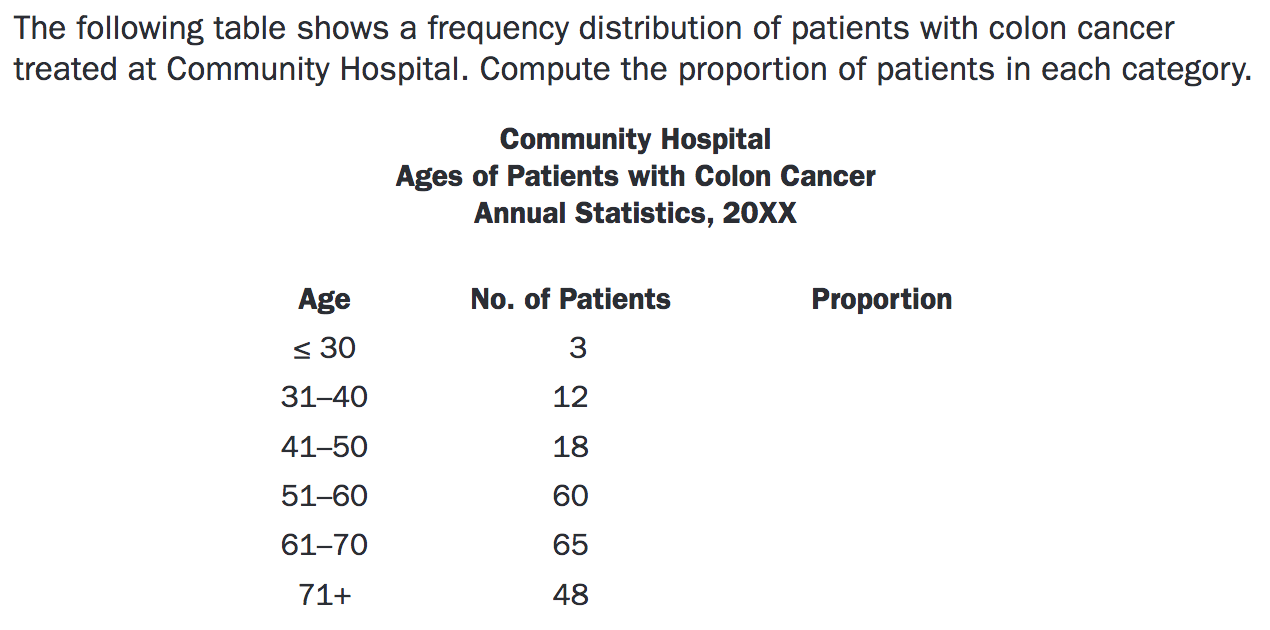 The following table shows a frequency distribution of patients with colon cancer
treated at Community Hospital. Compute the proportion of patients in each category.
Community Hospital
Ages of Patients with Colon Cancer
Annual Statistics, 20XX
Age No. of Patients Proportion
≤ 30 3
31–40 12
41–50 18
51–60 60
61–70 65
71+ 48